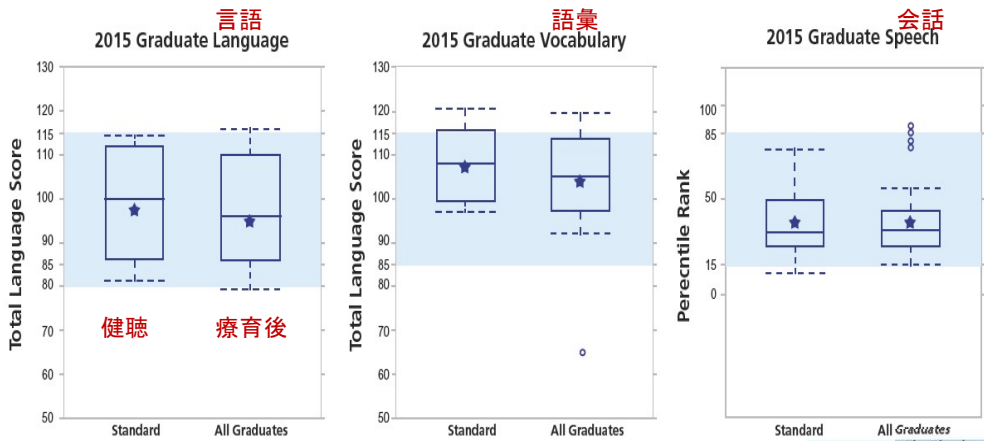 言語
2015 Graduate Language
Total Language Score
130
120
115
110
100
90
85
80
70
60
50
健聴
療育後
Standard
All Graduates
語彙
2015 Graduate Vocabulary
Total Language Score
130
120
115
110
100
90
85
80
70
60
50
Standard
All Graduates
会話
2015 Graduate Speech
Perecntile Rank
100
85
50
15
0
Standard
All Graduates